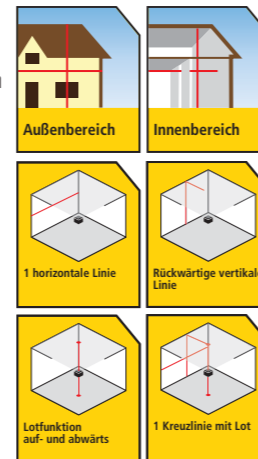 Außenbereich
Innenbereich
1 horizontale Linie
Rückwärtige vertikale
Linie
Lotfunktion
auf- und abwärts
1 Kreuzlinie mit Lot